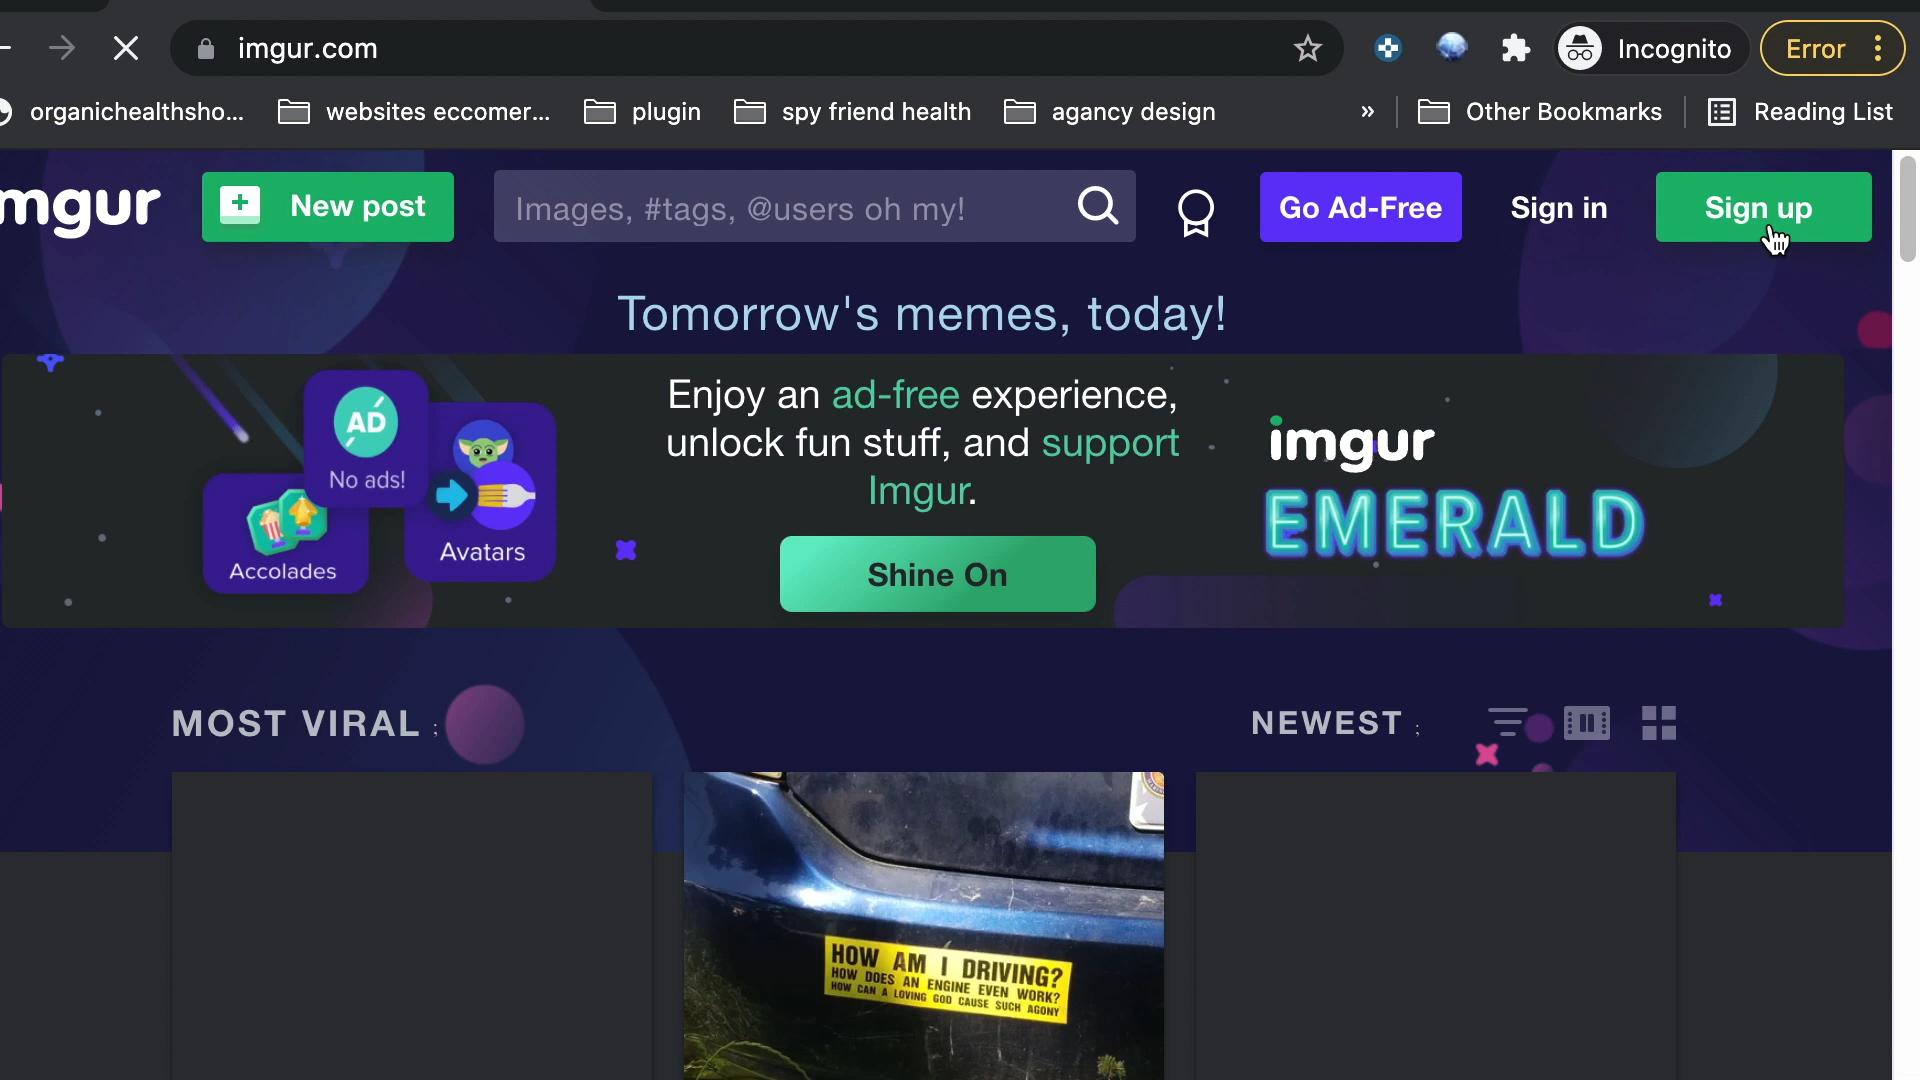 imgur.com
Incognito
Error
organichealthsho...
websites eccomer...
plugin
spy friend health
agancy design
»
Other Bookmarks
Reading List
mgur
New post
Images, #tags, @users oh my!
Go Ad-Free
Sign in
Sign up
Tomorrow's memes, today!
AD
No ads!
Accolades
Avatars
Enjoy an ad-free experience,
unlock fun stuff, and support
Imgur.
Shine On
imgur
EMERALD
MOST VIRAL ;
NEWEST ;
HOW AM I DRIVING?
HOW DOES AN ENGINE EVEN WORK?
HOW CAN A LOVING GOD CAUSE SUCH AGONY